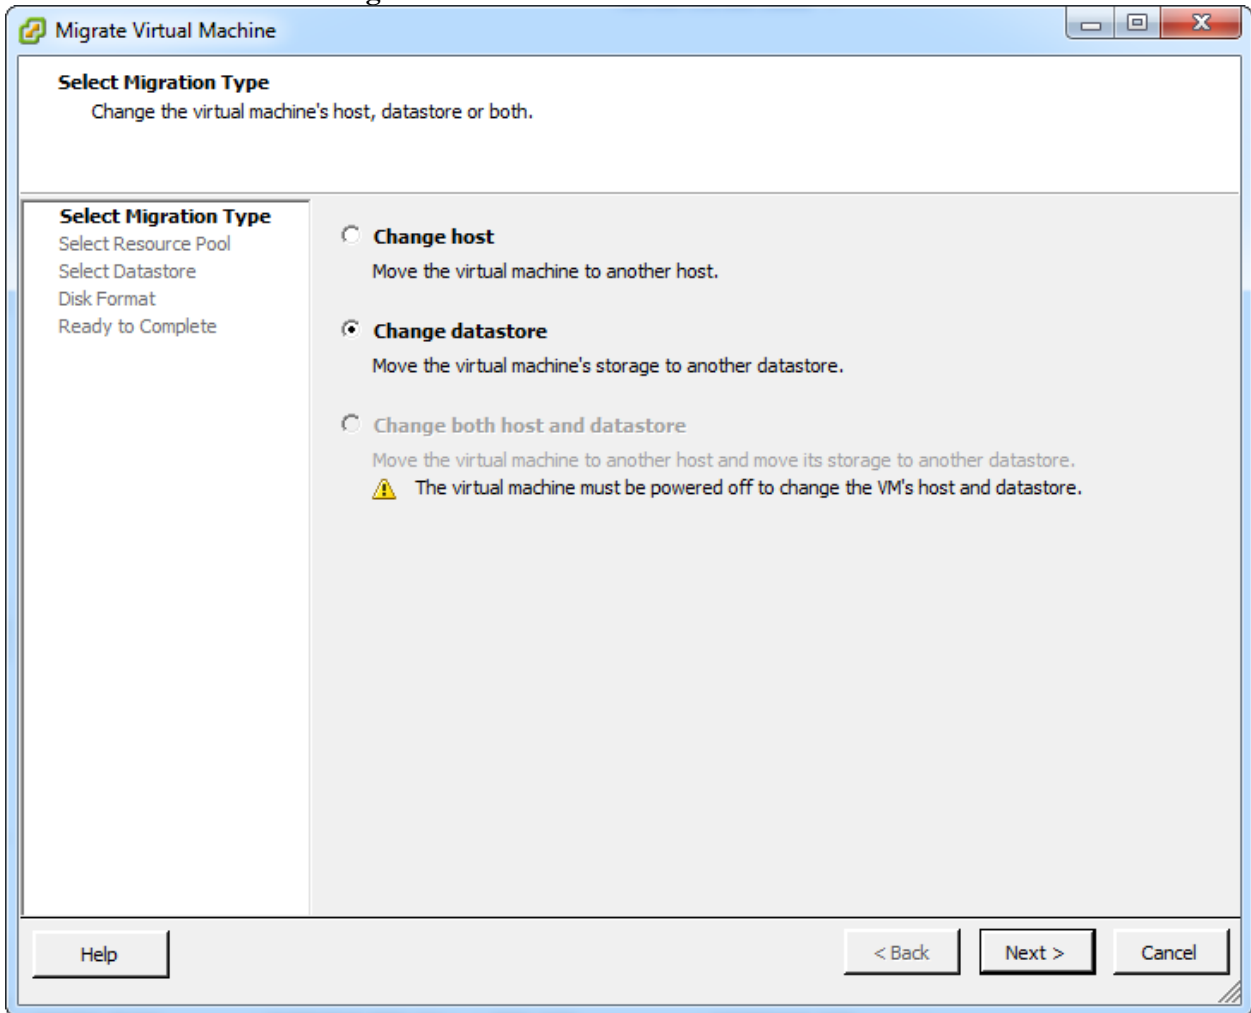 Migrate Virtual Machine
Select Migration Type
Change the virtual machine's host, datastore or both.
Select Migration Type
Select Resource Pool
Select Datastore
Disk Format
Ready to Complete
Change host
Move the virtual machine to another host.
Change datastore
Move the virtual machine's storage to another datastore.
Change both host and datastore
Move the virtual machine to another host and move its storage to another datastore.
The virtual machine must be powered off to change the VM's host and datastore.
Help
< Back
Next >
Cancel